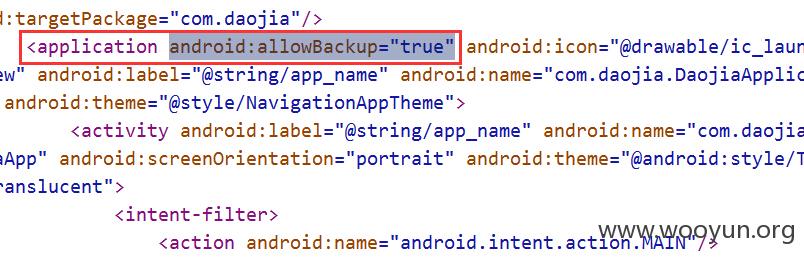 d:targetPackage="com.daojia"/>
<application android:allowBackup="true" android:icon="@drawable/ic_laun
ew" android:label="@string/app_name" android:name="com.daojia.DaojiaApplic
android:theme="@style/NavigationAppTheme">
<activity android:label="@string/app_name" android:name="com.daojia
aApp" android:screenOrientation="portrait" android:theme="@android:style/T
ranslucent">
<intent-filter>
<action android:name="android.intent.action.MAIN"/>
www.wooyun.org